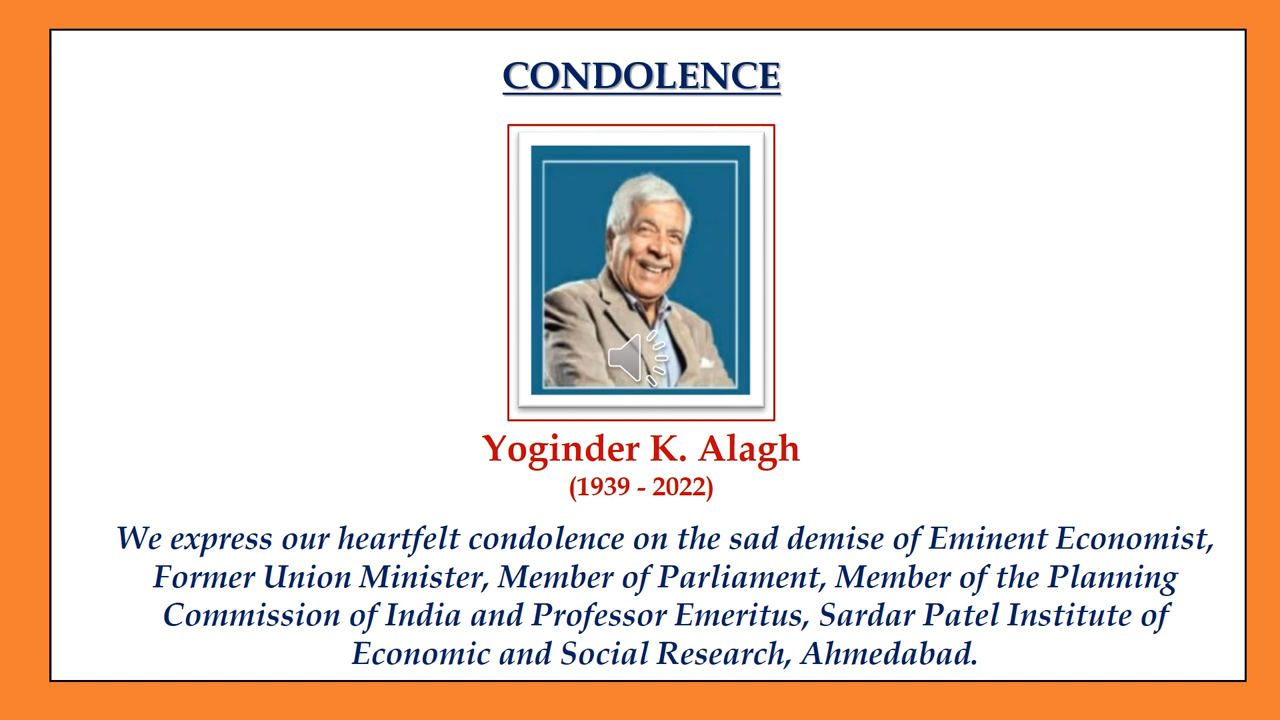 CONDOLENCE
Yoginder K. Alagh
(1939 - 2022)
We express our heartfelt condolence on the sad demise of Eminent Economist,
Former Union Minister, Member of Parliament, Member of the Planning
Commission of India and Professor Emeritus, Sardar Patel Institute of
Economic and Social Research, Ahmedabad.